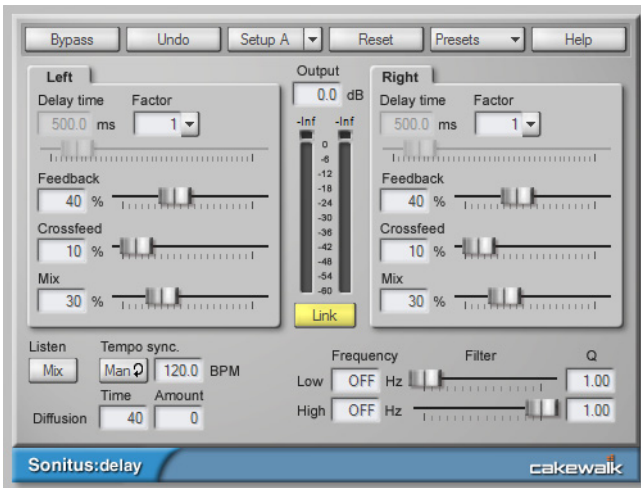 Bypass Undo Setup A Reset Presets Help
Left
Delay time Factor
500.0 ms 1
Feedback
40 %
Crossfeed
10 %
Mix
30 %
Output
0.0 dB
-Inf -Inf
0
-6
-12
-18
-24
-30
-36
-42
-48
-54
-60
Link
Right
Delay time Factor
500.0 ms 1
Feedback
40 %
Crossfeed
10 %
Mix
30 %
Listen Tempo sync.
Mix Man 120.0 BPM
Time Amount
Diffusion 40 0
Frequency Filter Q
Low OFF Hz 1.00
High OFF Hz 1.00
Sonitus:delay
cakewalk